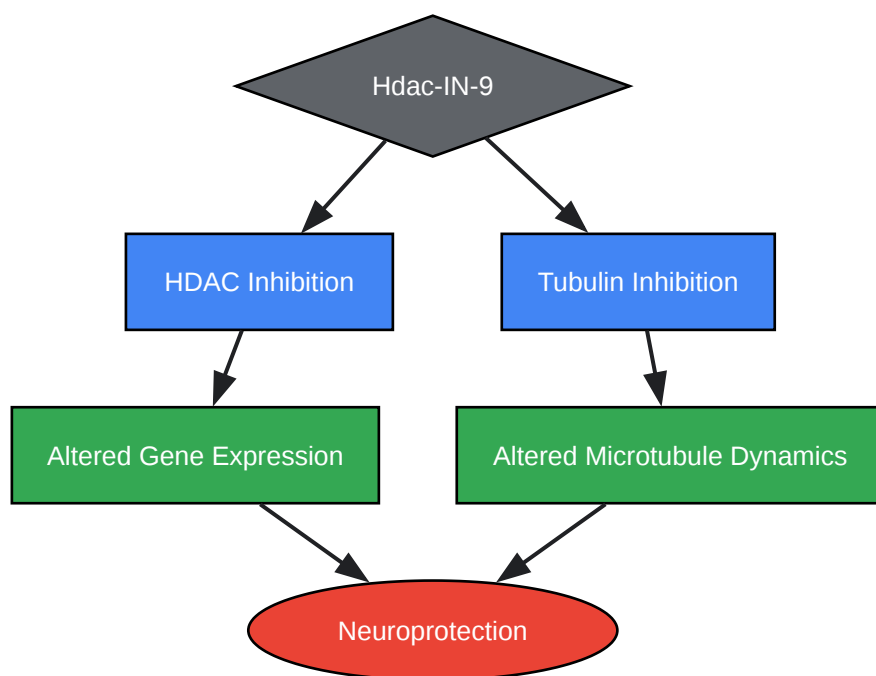 Hdac-IN-9
HDAC Inhibition
Tubulin Inhibition
Altered Gene Expression
Altered Microtubule Dynamics
Neuroprotection